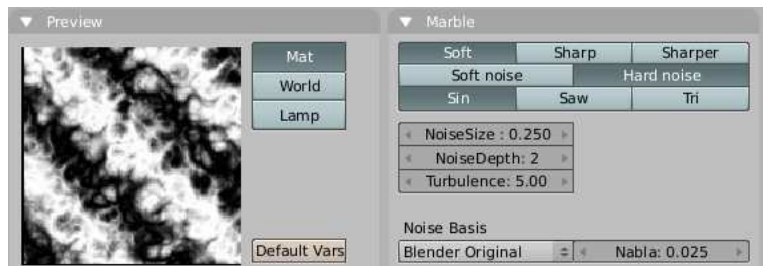 Preview
Mat
World
Lamp
Default Vars
Marble
Soft Sharp Sharper
Soft noise Hard noise
Sin Saw Tri
NoiseSize : 0.250
NoiseDepth: 2
Turbulence: 5.00
Noise Basis
Blender Original Nabla: 0.025